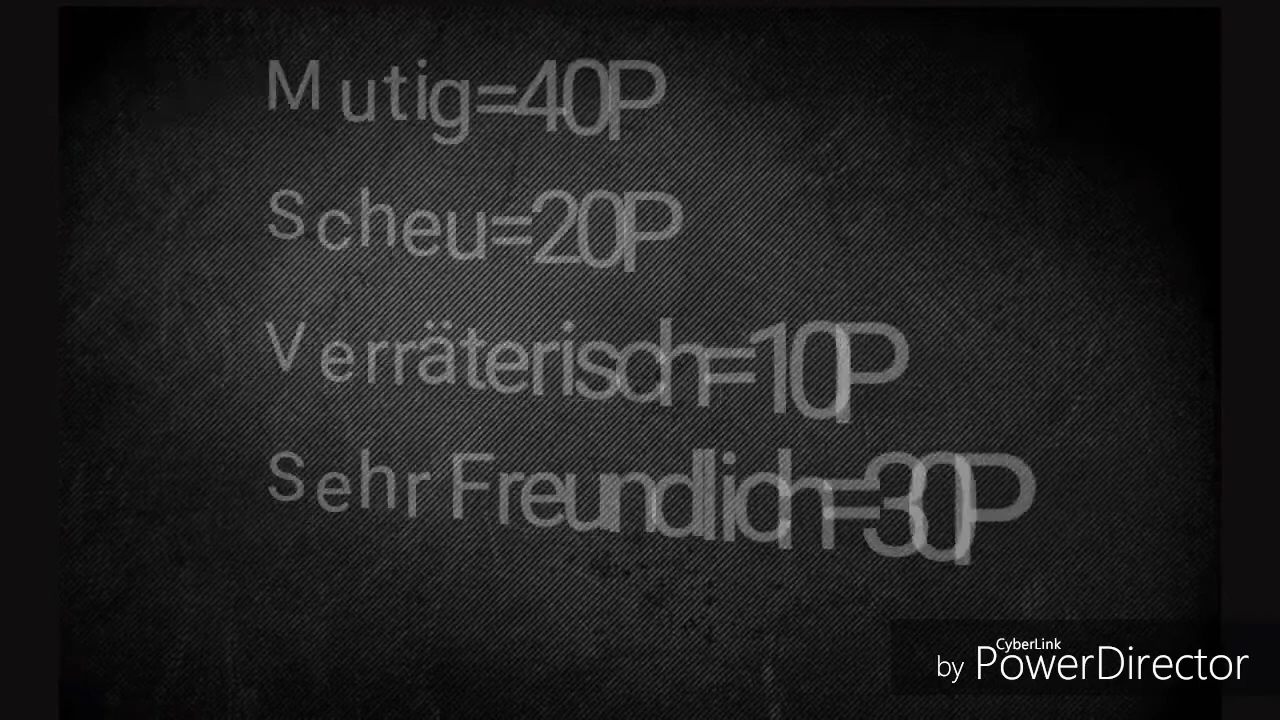 Mutig=40P
Scheu=20P
Verräterisch=10P
Sehr Freundlich=30P
by CyberLink PowerDirector